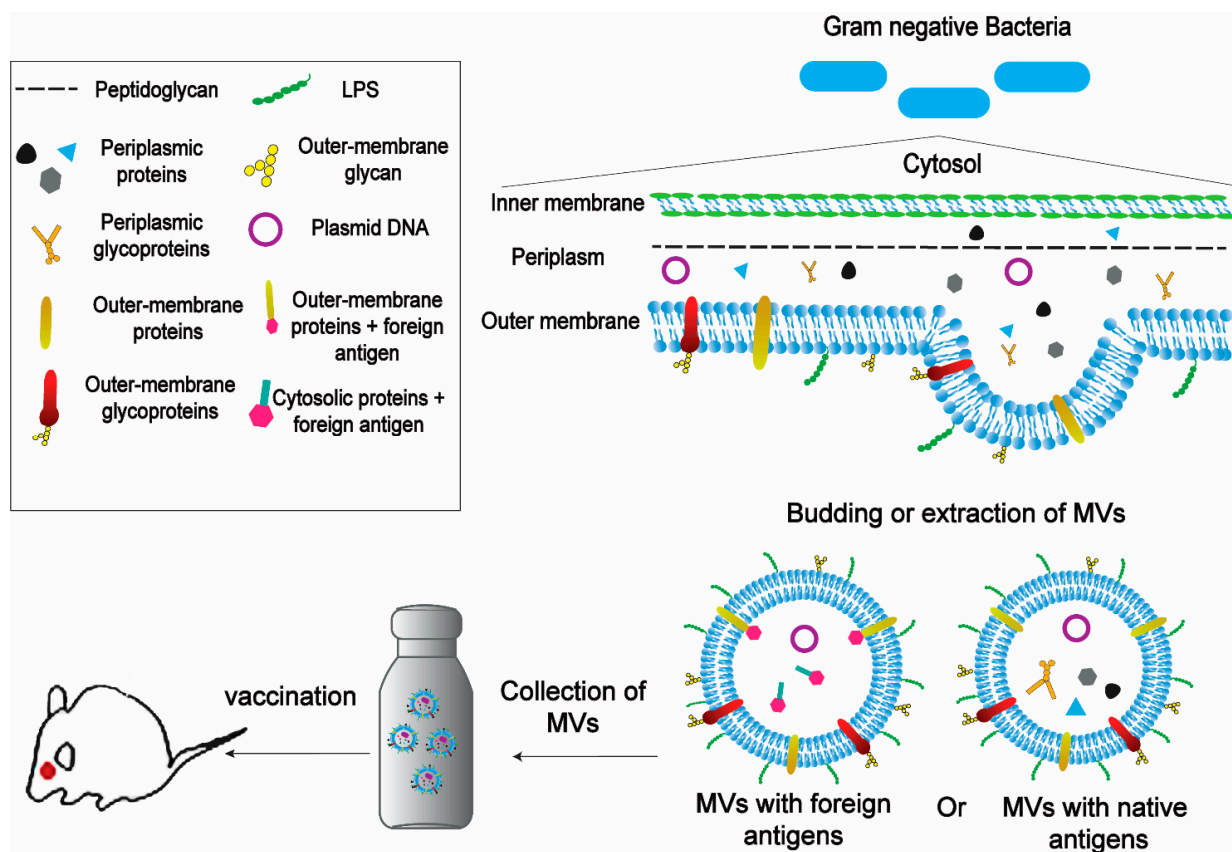 Gram negative Bacteria
Peptidoglycan
LPS
Periplasmic
proteins
Outer-membrane
glycan
Periplasmic
glycoproteins
Plasmid DNA
Outer-membrane
proteins
Outer-membrane
proteins + foreign
antigen
Outer-membrane
glycoproteins
Cytosolic proteins +
foreign antigen
Cytosol
Inner membrane
Periplasm
Outer membrane
Budding or extraction of MVs
MVs with foreign
antigens
Or
MVs with native
antigens
Collection of
MVs
vaccination